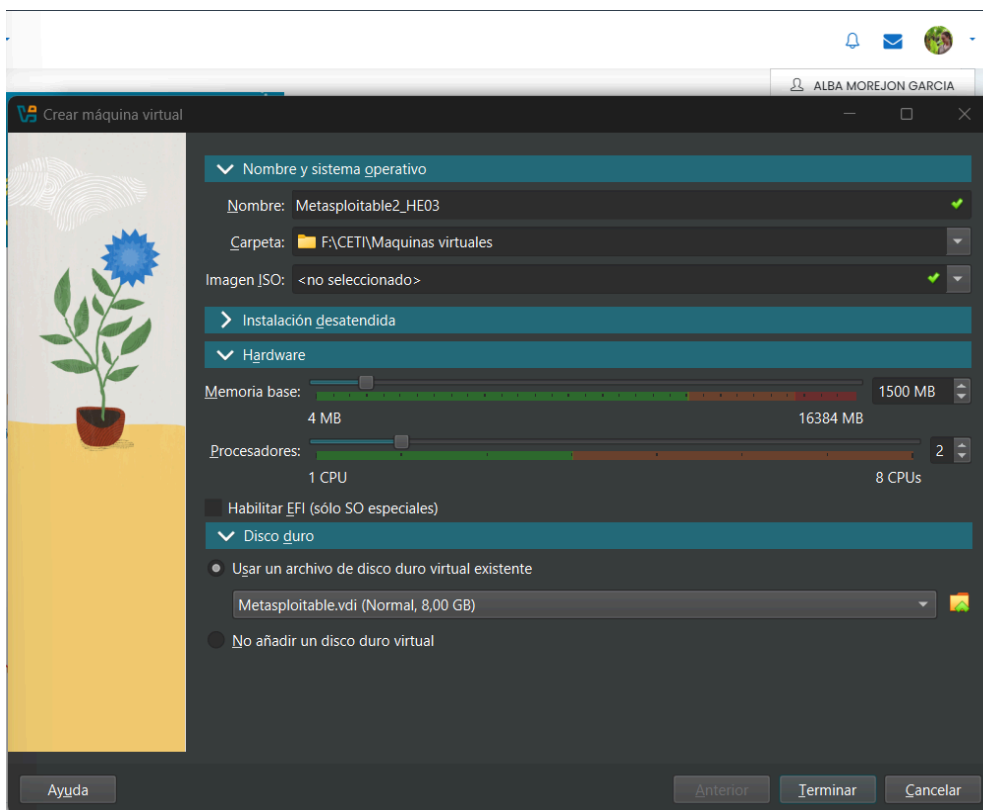 ALBA MOREJON GARCIA
Crear máquina virtual
Nombre y sistema operativo
Nombre: Metasploitable2_HE03
Carpeta: F:\CETI\Maquinas virtuales
Imagen ISO: <no seleccionado>
Instalación desatendida
Hardware
Memoria base: 1500 MB
4 MB 16384 MB
Procesadores: 2
1 CPU 8 CPUs
Habilitar EFI (sólo SO especiales)
Disco duro
Usar un archivo de disco duro virtual existente
Metasploitable.vdi (Normal, 8,00 GB)
No añadir un disco duro virtual
Ayuda Anterior Terminar Cancelar